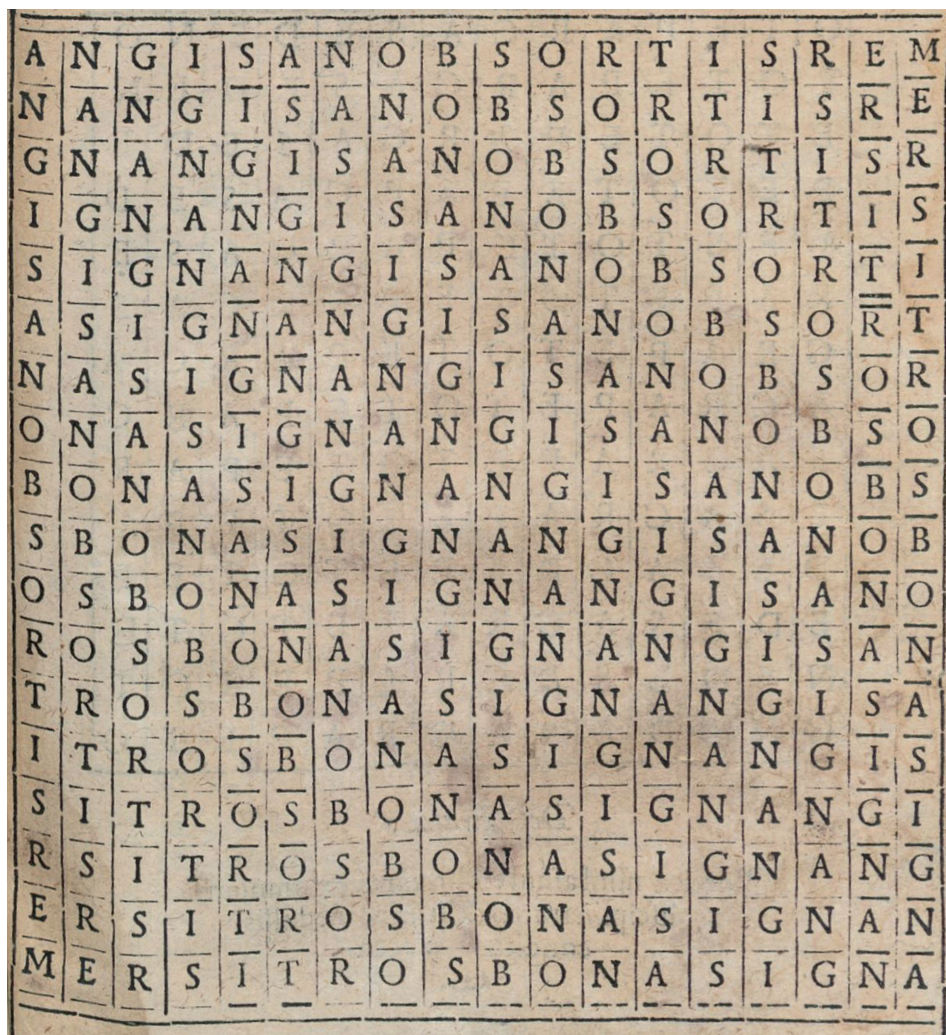 A N G I S A N O B S O R T I S R E M
N A N G I S A N O B S O R T I S R E
G N A N G I S A N O B S O R T I S R
I G N A N G I S A N O B S O R T I S
S I G N A N G I S A N O B S O R T I
A S I G N A N G I S A N O B S O R T
N A S I G N A N G I S A N O B S O R
O N A S I G N A N G I S A N O B S O
B O N A S I G N A N G I S A N O B S
S B O N A S I G N A N G I S A N O B
O S B O N A S I G N A N G I S A N O
R O S B O N A S I G N A N G I S A N
T R O S B O N A S I G N A N G I S A
I T R O S B O N A S I G N A N G I S
S I T R O S B O N A S I G N A N G I
R S I T R O S B O N A S I G N A N G
E R S I T R O S B O N A S I G N A N
M E R S I T R O S B O N A S I G N A